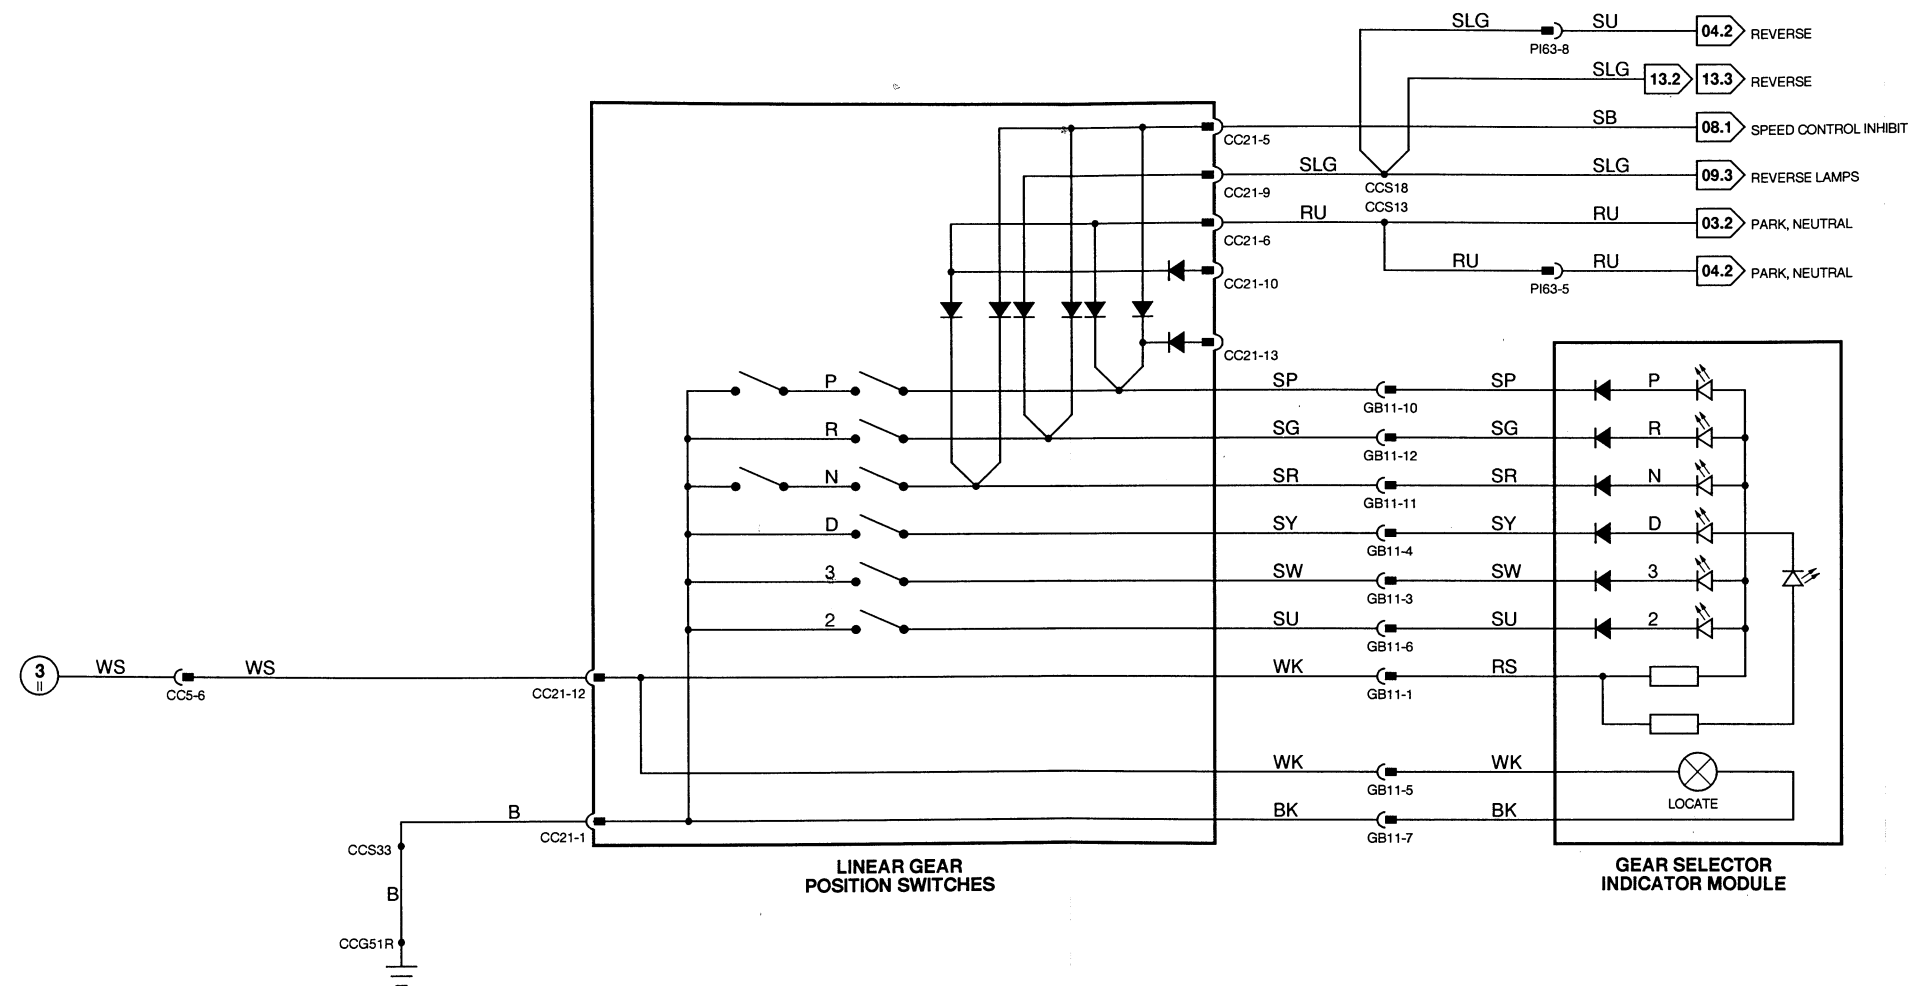 SLG SU 04.2 REVERSE
PI63-8
SLG 13.2 13.3 REVERSE
SB 08.1 SPEED CONTROL INHIBIT
CC21-5
SLG SLG 09.3 REVERSE LAMPS
CC21-9 CCS18
CCS13
RU RU 03.2 PARK, NEUTRAL
CC21-6
RU RU 04.2 PARK, NEUTRAL
CC21-10 PI63-5
CC21-13
P SP SP P
GB11-10
R SG SG R
GB11-12
N SR SR N
GB11-11
D SY SY D
GB11-4
3 SW SW 3
GB11-3
2 SU SU 2
GB11-6
3 WS WS WK RS
II CC5-6 CC21-12 GB11-1
WK WK
GB11-5 LOCATE
B BK BK
CC21-1 GB11-7
CCS33
LINEAR GEAR
POSITION SWITCHES
GEAR SELECTOR
INDICATOR MODULE
B
CCG51R